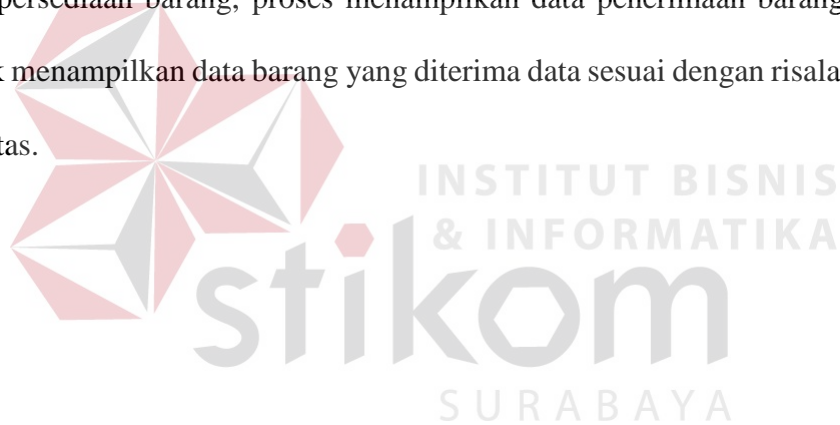 persediaan barang, proses menampilkan data penerimaan barang
k menampilkan data barang yang diterima data sesuai dengan risala
tas.
INSTITUT BISNIS
& INFORMATIKA
stikom
SURABAYA